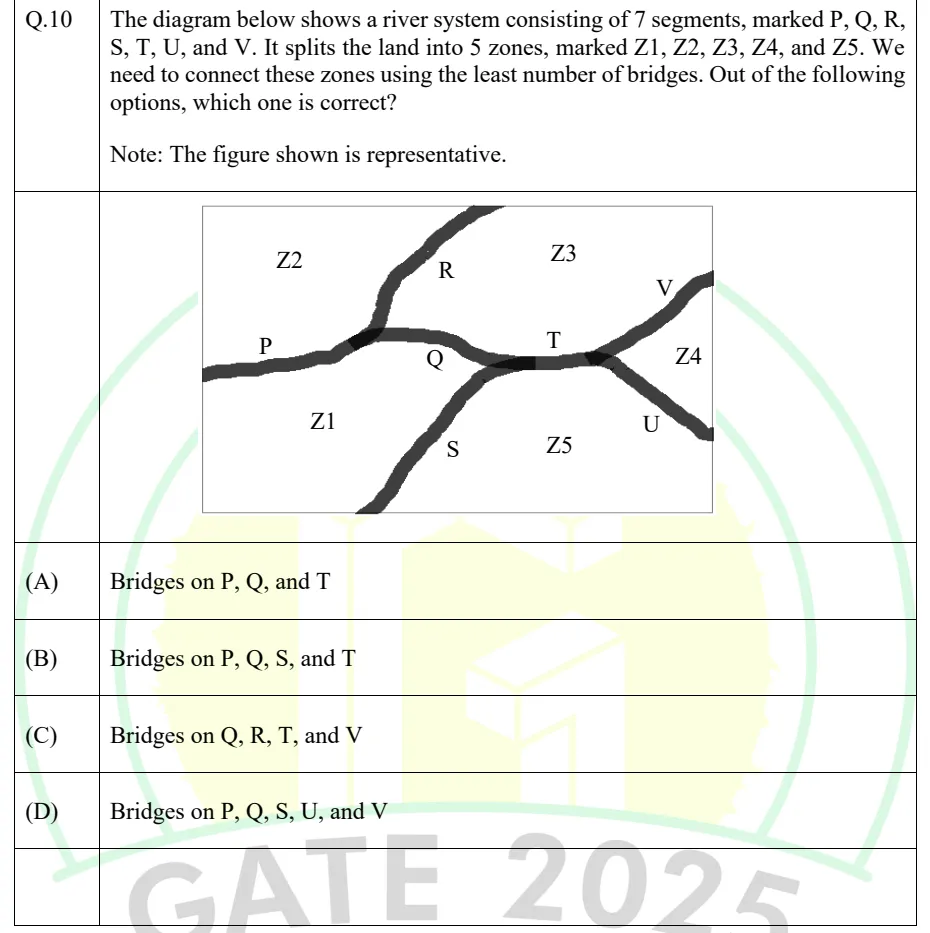 Q.10 The diagram below shows a river system consisting of 7 segments, marked P, Q, R,
S, T, U, and V. It splits the land into 5 zones, marked Z1, Z2, Z3, Z4, and Z5. We
need to connect these zones using the least number of bridges. Out of the following
options, which one is correct?
Note: The figure shown is representative.
Z2 R Z3
V
P Q T Z4
Z1 S Z5 U
(A) Bridges on P, Q, and T
(B) Bridges on P, Q, S, and T
(C) Bridges on Q, R, T, and V
(D) Bridges on P, Q, S, U, and V
GATE 2025